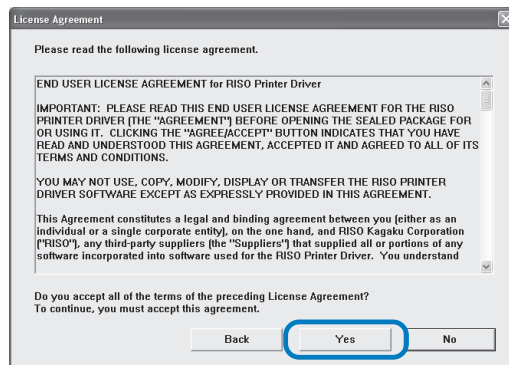 License Agreement
Please read the following license agreement.
END USER LICENSE AGREEMENT for RISO Printer Driver
IMPORTANT:  PLEASE READ THIS END USER LICENSE AGREEMENT FOR THE RISO
PRINTER DRIVER (THE "AGREEMENT") BEFORE OPENING THE SEALED PACKAGE FOR
OR USING IT.  CLICKING THE "AGREE/ACCEPT" BUTTON INDICATES THAT YOU HAVE
READ AND UNDERSTOOD THIS AGREEMENT, ACCEPTED IT AND AGREED TO ALL OF ITS
TERMS AND CONDITIONS.
YOU MAY NOT USE, COPY, MODIFY, DISPLAY OR TRANSFER THE RISO PRINTER
DRIVER SOFTWARE EXCEPT AS EXPRESSLY PROVIDED IN THIS AGREEMENT.
This Agreement constitutes a legal and binding agreement between you (either as an
individual or a single corporate entity), on the one hand, and RISO Kagaku Corporation
("RISO"), any third-party suppliers (the "Suppliers") that supplied all or portions of any
software incorporated into software used for the RISO Printer Driver.  You understand
Do you accept all of the terms of the preceding License Agreement?
To continue, you must accept this agreement.
Back Yes No